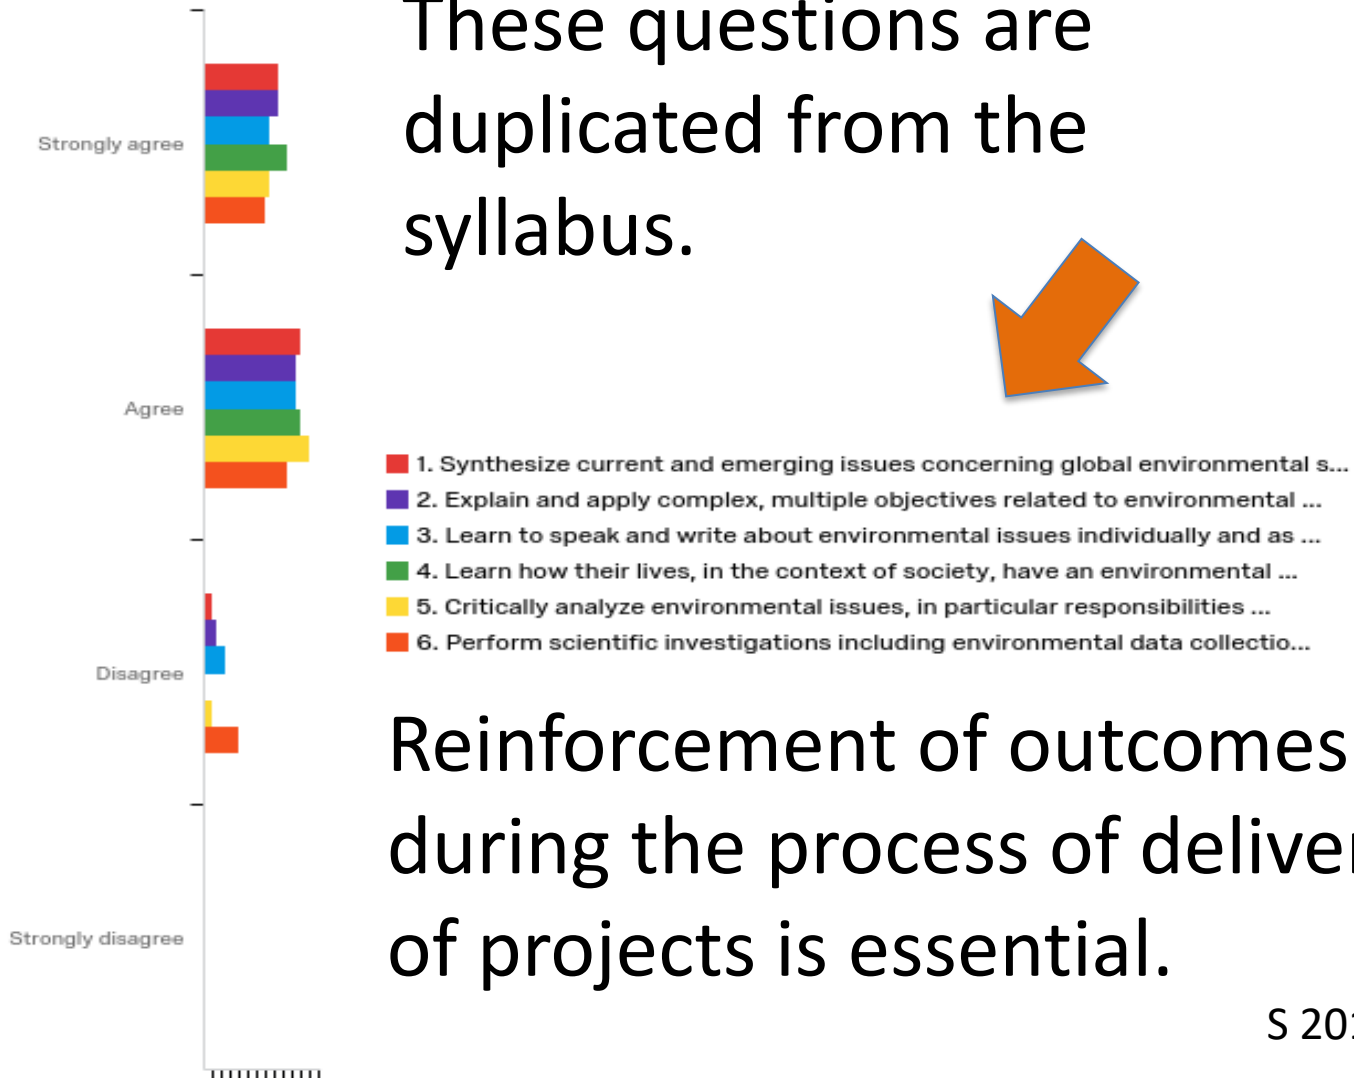 These questions are
duplicated from the
syllabus.
Strongly agree
Agree
1. Synthesize current and emerging issues concerning global environmental s...
2. Explain and apply complex, multiple objectives related to environmental ...
3. Learn to speak and write about environmental issues individually and as ...
4. Learn how their lives, in the context of society, have an environmental ...
5. Critically analyze environmental issues, in particular responsibilities ...
6. Perform scientific investigations including environmental data collectio...
Disagree
Reinforcement of outcomes
during the process of deliver
of projects is essential.
Strongly disagree
S 201